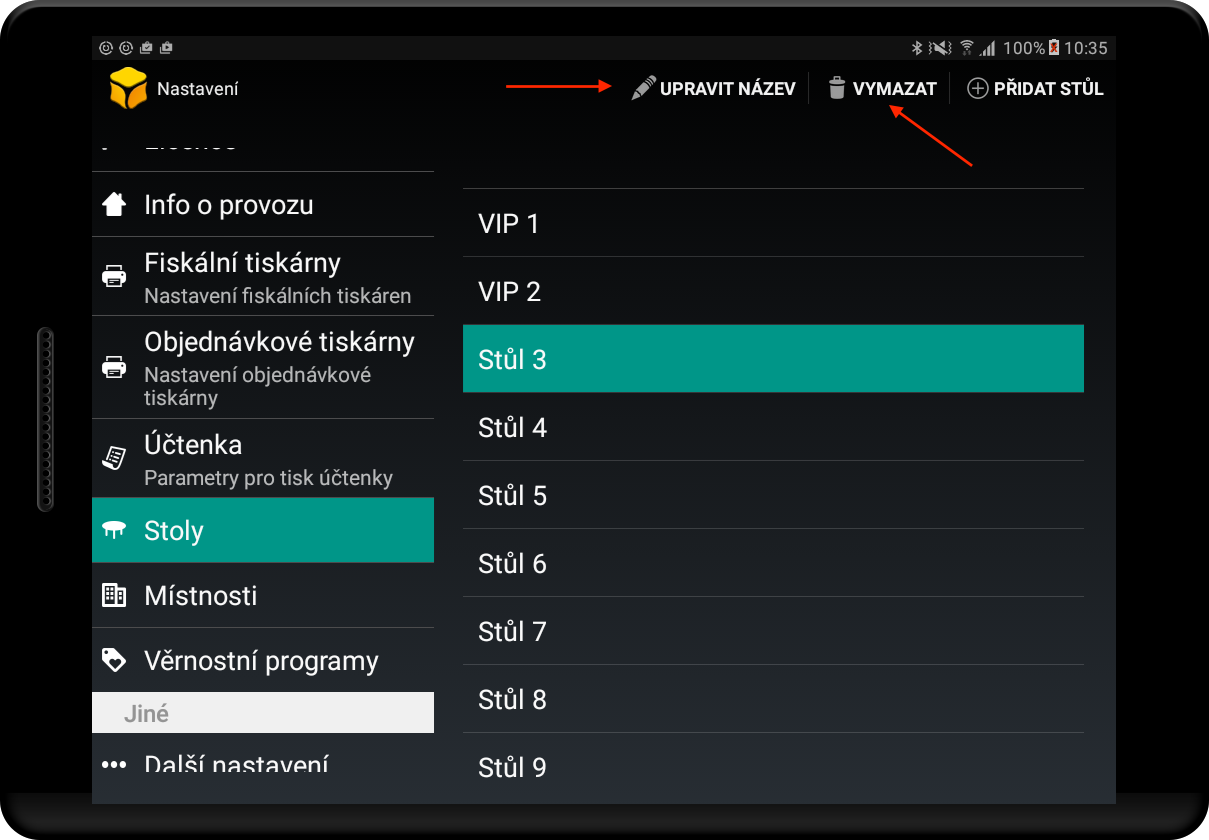 100% 10:35
Nastavení
UPRAVIT NÁZEV
VYMAZAT
PŘIDAT STŮL
Info o provozu
Fiskální tiskárny
Nastavení fiskálních tiskáren
Objednávkové tiskárny
Nastavení objednávkové
tiskárny
Účtenka
Parametry pro tisk účtenky
Stoly
Místnosti
Věrnostní programy
Jiné
Další nastavení
VIP 1
VIP 2
Stůl 3
Stůl 4
Stůl 5
Stůl 6
Stůl 7
Stůl 8
Stůl 9